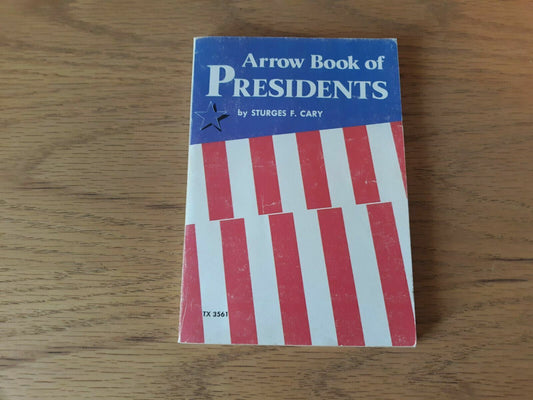 Arrow Book of
PRESIDENTS
by STURGES F. CARY
TX 3561